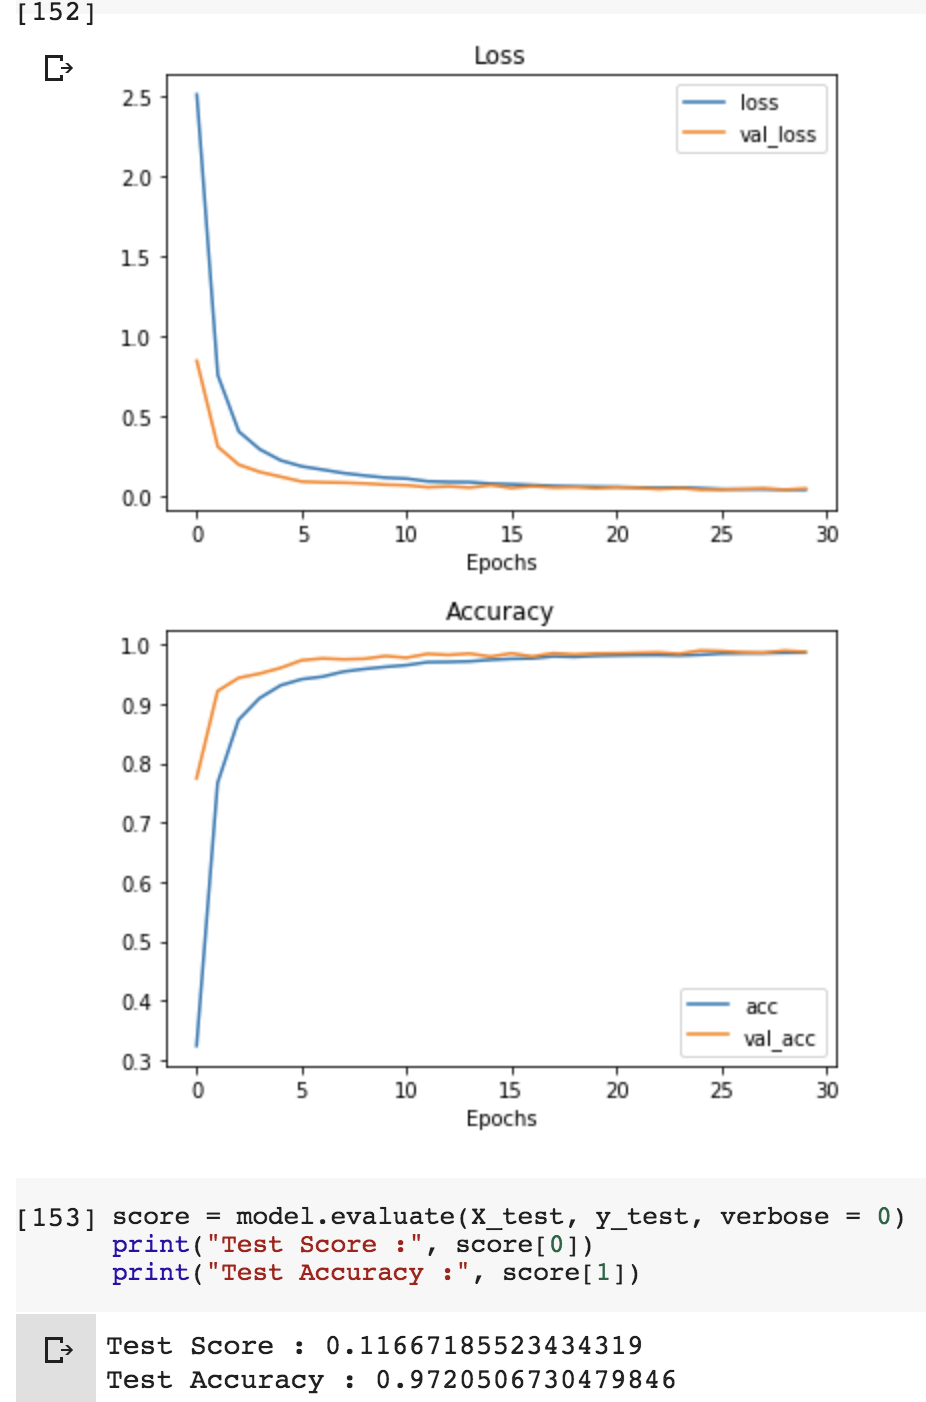 [152]
Loss
loss
val_loss
2.5
2.0
1.5
1.0
0.5
0.0
0 5 10 15 20 25 30
Epochs
Accuracy
1.0
0.9
0.8
0.7
0.6
0.5
0.4
0.3
acc
val_acc
0 5 10 15 20 25 30
Epochs
[153] score = model.evaluate(X_test, y_test, verbose = 0)
print("Test Score :", score[0])
print("Test Accuracy :", score[1])
Test Score : 0.11667185523434319
Test Accuracy : 0.9720506730479846